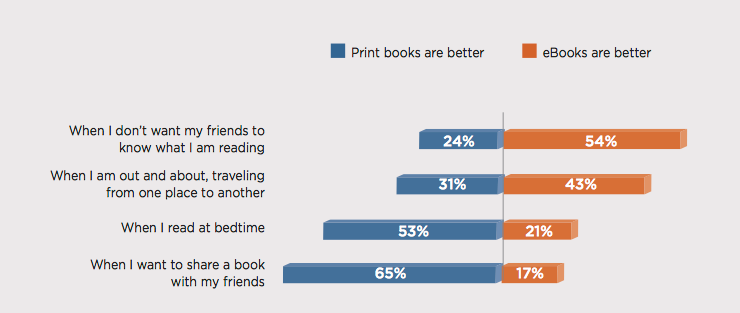 Print books are better
eBooks are better
When I don't want my friends to
know what I am reading
24%
54%
When I am out and about, traveling
from one place to another
31%
43%
When I read at bedtime
53%
21%
When I want to share a book
with my friends
65%
17%